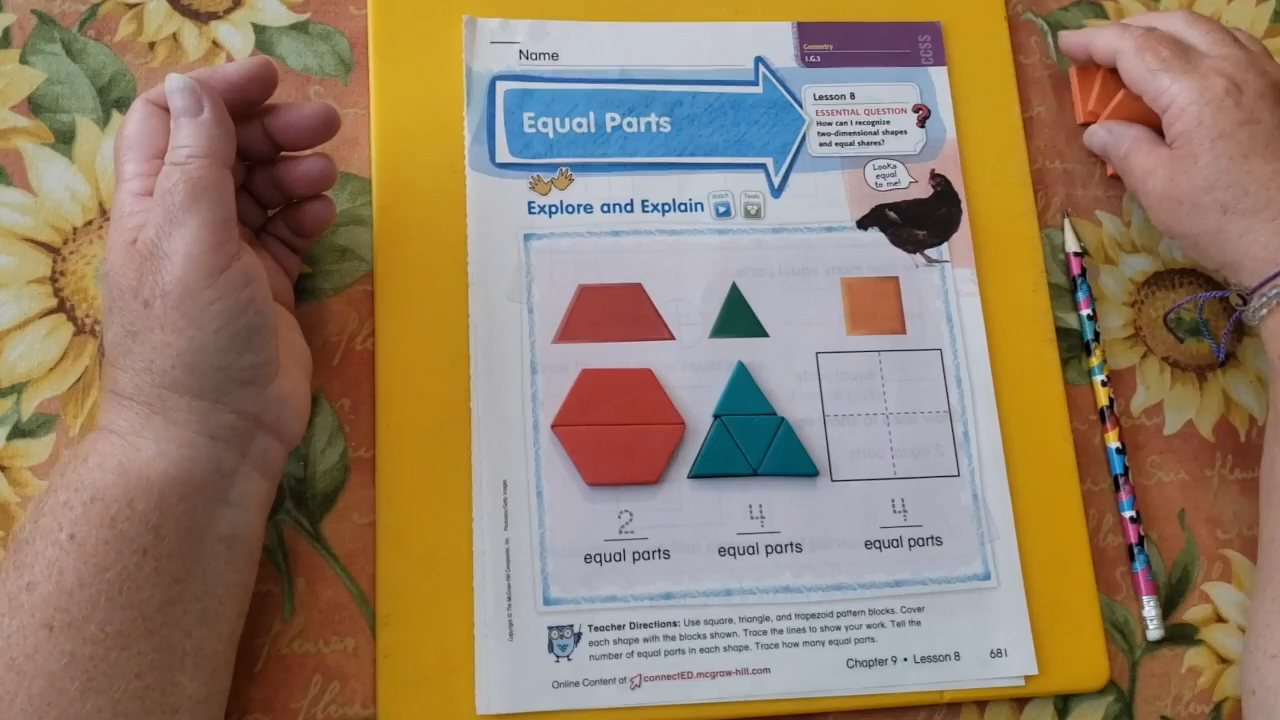 Name
Geometry
1.G.3
CCSS
Equal Parts
Lesson 8
ESSENTIAL QUESTION
How can I recognize
two-dimensional shapes
and equal shares?
?
Looks
equal
to me!
Explore and Explain
Watch
Tools
2
equal parts
4
equal parts
4
equal parts
Teacher Directions: Use square, triangle, and trapezoid pattern blocks. Cover
each shape with the blocks shown. Trace the lines to show your work. Tell the
number of equal parts in each shape. Trace how many equal parts.
Online Content at connectED.mcgraw-hill.com
Chapter 9 • Lesson 8
681